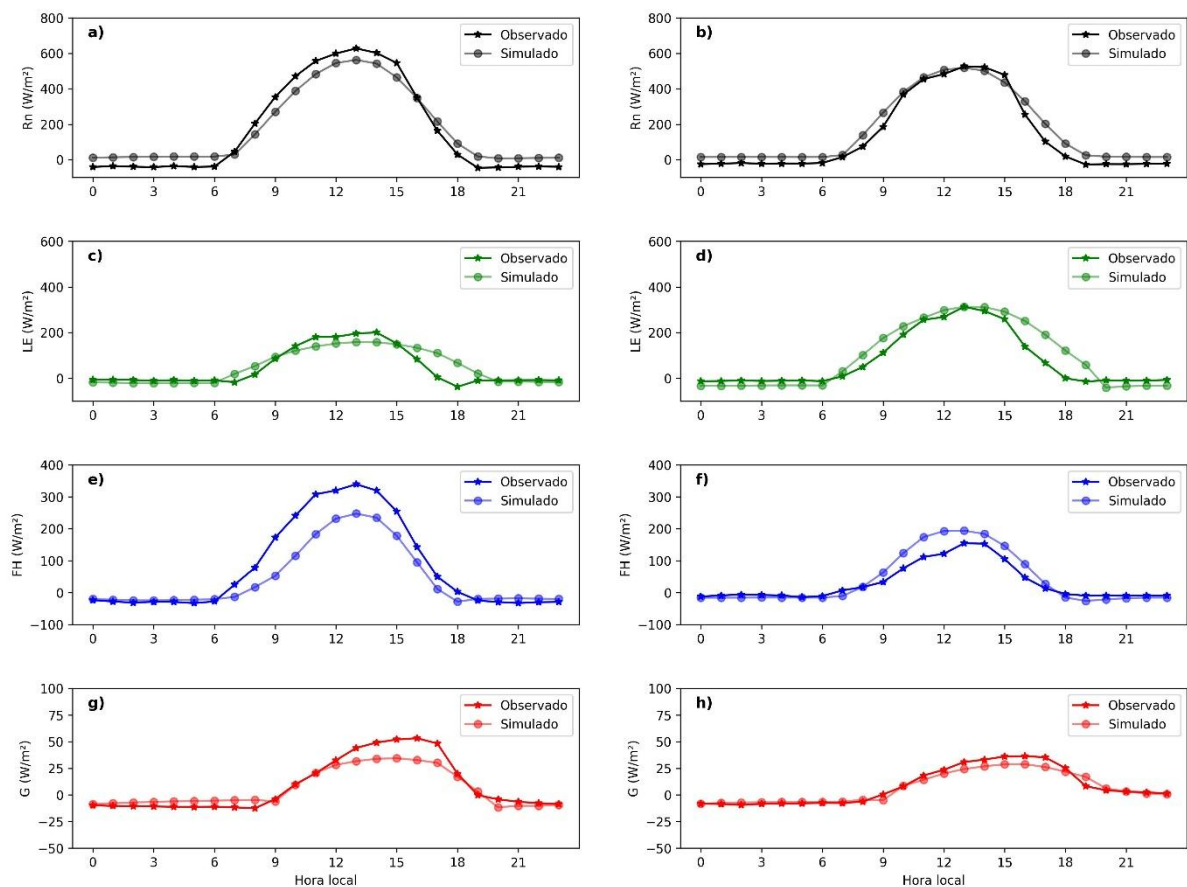 a)
Observado
Simulado
Rn (W/m²)
800
600
400
200
0
0 3 6 9 12 15 18 21
b)
Observado
Simulado
Rn (W/m²)
800
600
400
200
0
0 3 6 9 12 15 18 21
c)
Observado
Simulado
LE (W/m²)
600
400
200
0
0 3 6 9 12 15 18 21
d)
Observado
Simulado
LE (W/m²)
600
400
200
0
0 3 6 9 12 15 18 21
e)
Observado
Simulado
FH (W/m²)
400
300
200
100
0
−100
0 3 6 9 12 15 18 21
f)
Observado
Simulado
FH (W/m²)
400
300
200
100
0
−100
0 3 6 9 12 15 18 21
g)
Observado
Simulado
G (W/m²)
100
75
50
25
0
−25
−50
0 3 6 9 12 15 18 21
Hora local
h)
Observado
Simulado
G (W/m²)
100
75
50
25
0
−25
−50
0 3 6 9 12 15 18 21
Hora local